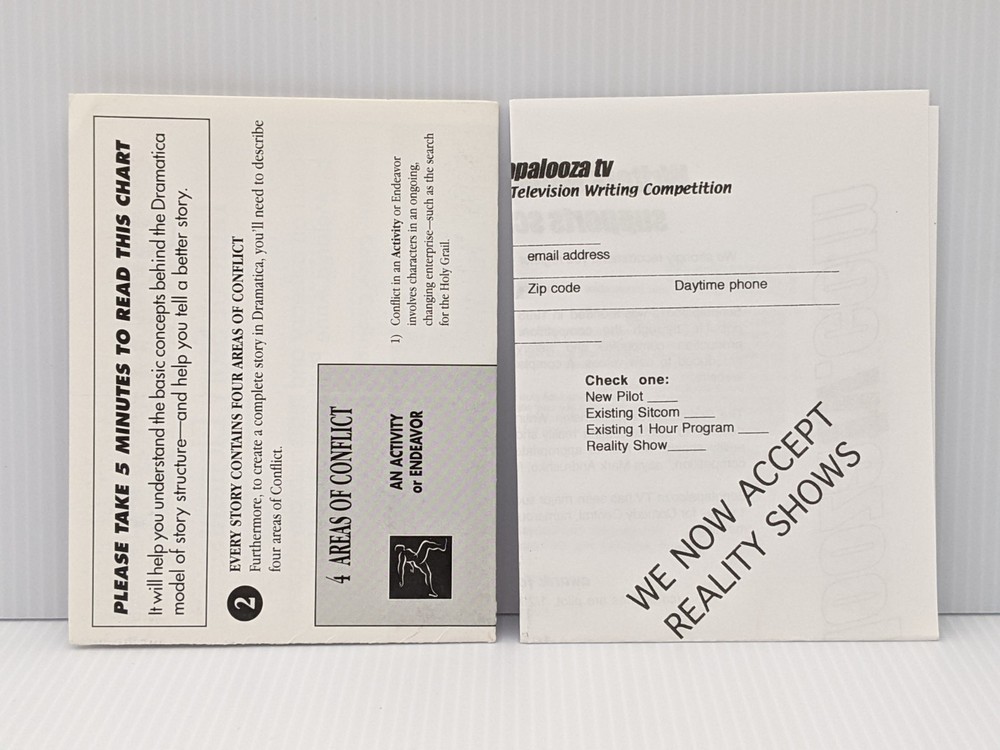 PLEASE TAKE 5 MINUTES TO READ THIS CHART
It will help you understand the basic concepts behind the Dramatica
model of story structure—and help you tell a better story.
2
EVERY STORY CONTAINS FOUR AREAS OF CONFLICT
Furthermore, to create a complete story in Dramatica, you'll need to describe
four areas of Conflict.
4 AREAS OF CONFLICT
AN ACTIVITY
or ENDEAVOR
1) Conflict in an Activity or Endeavor
involves characters in an ongoing,
changing enterprise—such as the search
for the Holy Grail.
apalooza tv
Television Writing Competition
email address
Zip code Daytime phone
Check one:
New Pilot ____
Existing Sitcom ____
Existing 1 Hour Program ____
Reality Show_____
WE NOW ACCEPT
REALITY SHOWS